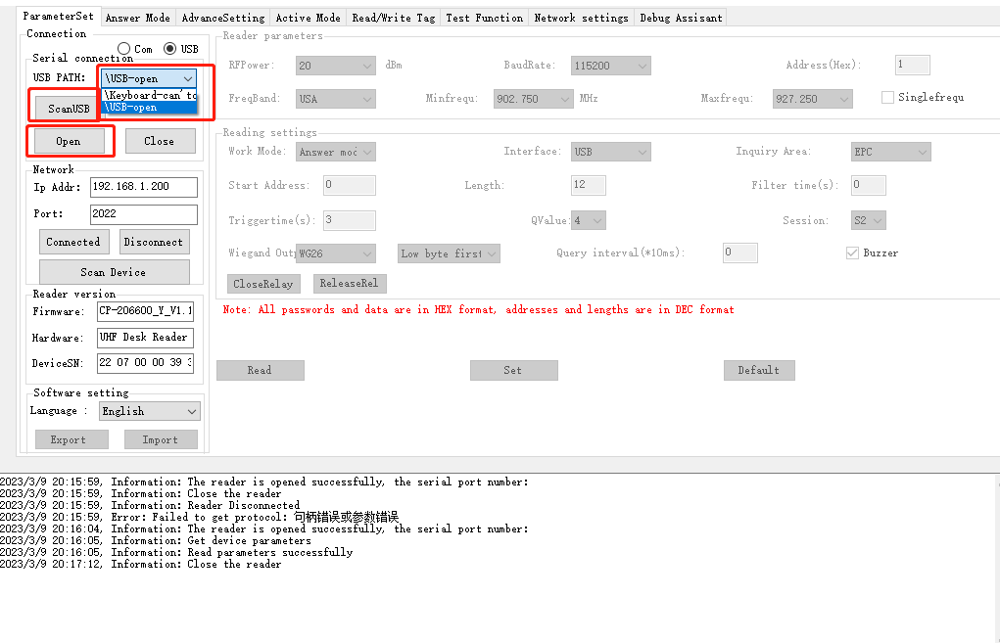 ParameterSet Answer Mode AdvanceSetting Active Mode Read/Write Tag Test Function Network settings Debug Assisant
Connection
Com USB
Serial connection
USB PATH: \USB-open
\Keyboard-can'to
\USB-open
ScanUSB
Open Close
Network
Ip Addr: 192.168.1.200
Port: 2022
Connected Disconnect
Scan Device
Reader version
Firmware: CP-206600_Y_V1.1
Hardware: UHF Desk Reader
DeviceSN: 22 07 00 00 39
Software setting
Language : English
Export Import
Reader parameters
RFPower: 20 dBm BaudRate: 115200 Address(Hex): 1
FreqBand: USA Minfrequ: 902.750 MHz Maxfrequ: 927.250 Singlefrequ
Reading settings
Work Mode: Answer mod Interface: USB Inquiry Area: EPC
Start Address: 0 Length: 12 Filter time(s): 0
Triggertime(s): 3 QValue: 4 Session: S2
Wiegand Outp WG26 Low byte first Query interval(*10ms): 0 Buzzer
CloseRelay ReleaseRel
Note: All passwords and data are in HEX format, addresses and lengths are in DEC format
Read Set Default
2023/3/9 20:15:59, Information: The reader is opened successfully, the serial port number:
2023/3/9 20:15:59, Information: Close the reader
2023/3/9 20:15:59, Information: Reader Disconnected
2023/3/9 20:15:59, Error: Failed to get protocol: 句柄错误或参数错误
2023/3/9 20:16:04, Information: The reader is opened successfully, the serial port number:
2023/3/9 20:16:05, Information: Get device parameters
2023/3/9 20:16:05, Information: Read parameters successfully
2023/3/9 20:17:12, Information: Close the reader